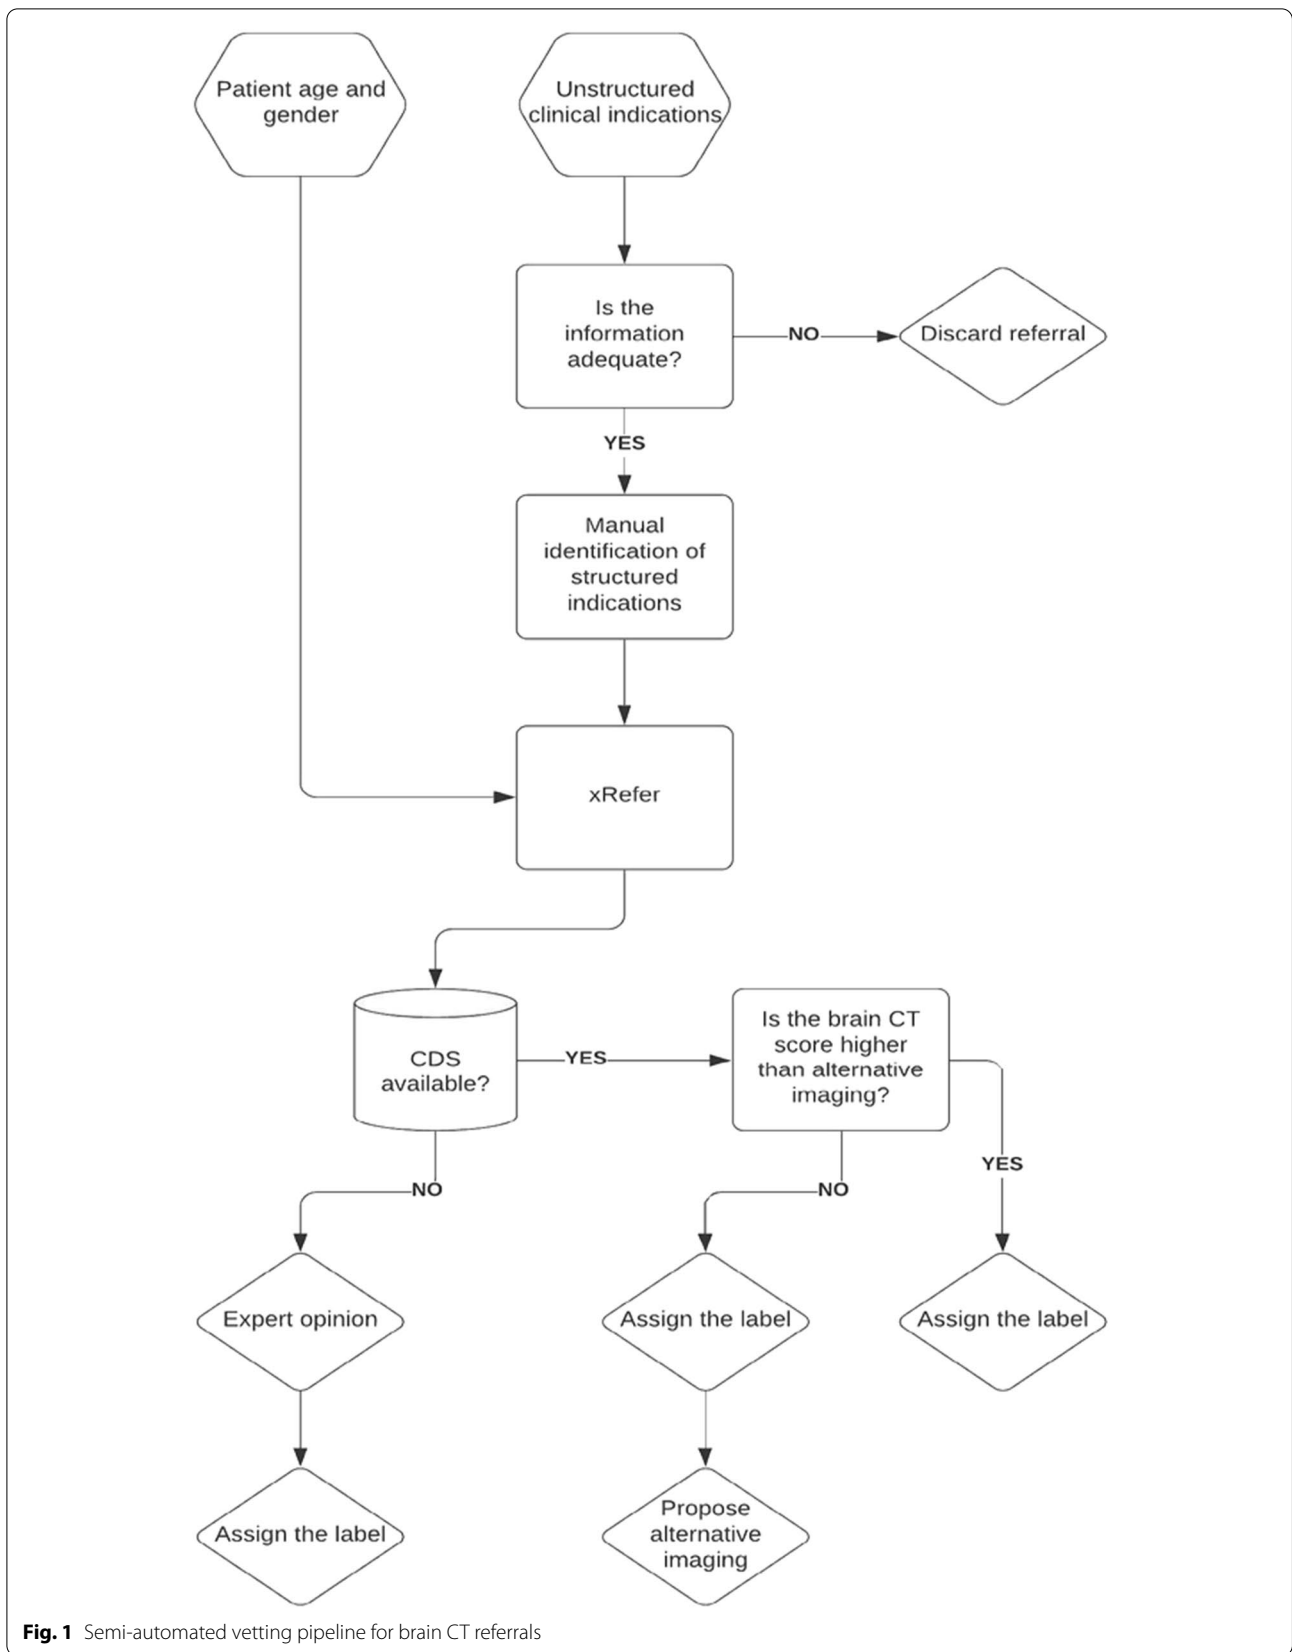 Patient age and
gender
Unstructured
clinical indications
Is the
information
adequate?
NO
Discard referral
YES
Manual
identification of
structured
indications
xRefer
CDS
available?
YES
Is the brain CT
score higher
than alternative
imaging?
YES
NO
NO
Expert opinion
Assign the label
Assign the label
Assign the label
Propose
alternative
imaging
Fig. 1 Semi-automated vetting pipeline for brain CT referrals